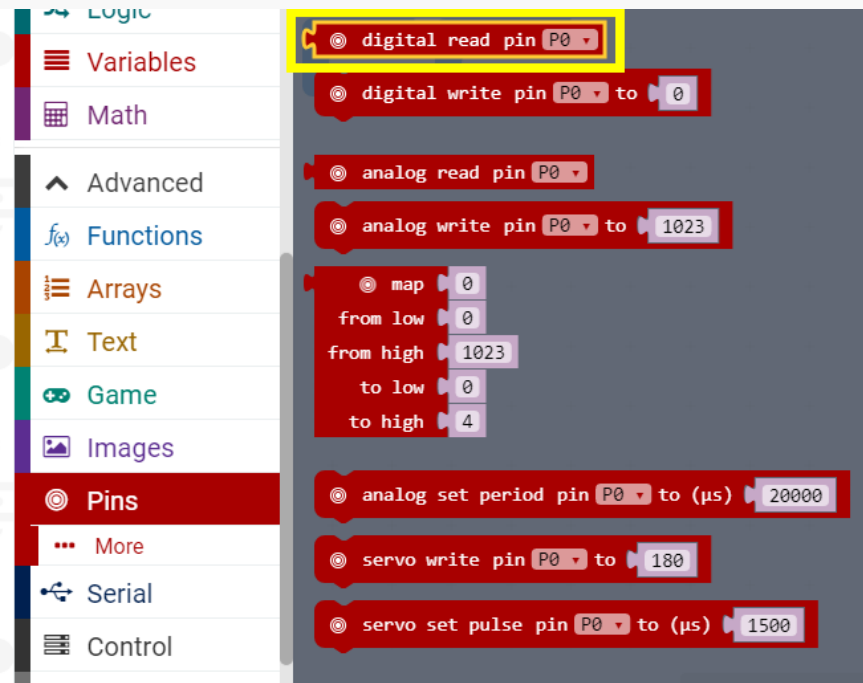 Logic
Variables
Math
Advanced
f(x) Functions
Arrays
Text
Game
Images
Pins
More
Serial
Control
digital read pin P0
digital write pin P0 to 0
analog read pin P0
analog write pin P0 to 1023
map 0
from low 0
from high 1023
to low 0
to high 4
analog set period pin P0 to (µs) 20000
servo write pin P0 to 180
servo set pulse pin P0 to (µs) 1500